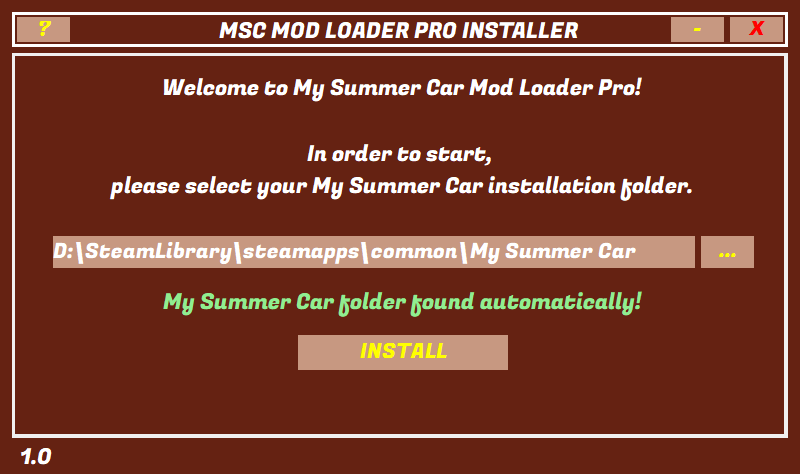 ?
MSC MOD LOADER PRO INSTALLER
-
X
Welcome to My Summer Car Mod Loader Pro!
In order to start,
please select your My Summer Car installation folder.
D:\SteamLibrary\steamapps\common\My Summer Car
...
My Summer Car folder found automatically!
INSTALL
1.0